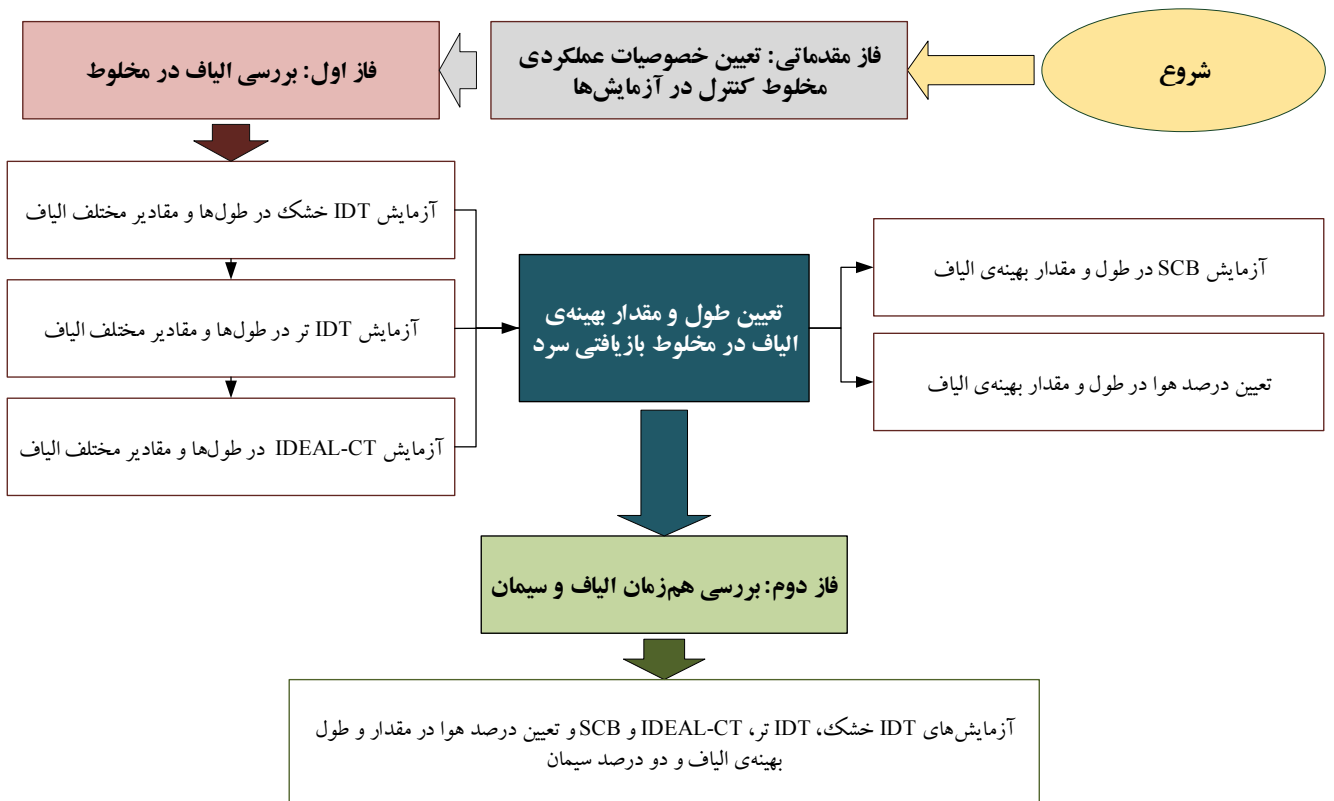 شروع
فاز مقدماتی: تعیین خصوصیات عملکردی
مخلوط کنترل در آزمایش‌ها
فاز اول: بررسی الیاف در مخلوط
آزمایش IDT خشک در طول‌ها و مقادیر مختلف الیاف
آزمایش IDT تر در طول‌ها و مقادیر مختلف الیاف
آزمایش IDEAL-CT در طول‌ها و مقادیر مختلف الیاف
تعیین طول و مقدار بهینه‌ی
الیاف در مخلوط بازیافتی سرد
آزمایش SCB در طول و مقدار بهینه‌ی الیاف
تعیین درصد هوا در طول و مقدار بهینه‌ی الیاف
فاز دوم: بررسی هم‌زمان الیاف و سیمان
آزمایش‌های IDT خشک، IDT تر، IDEAL-CT و SCB و تعیین درصد هوا در مقدار و طول
بهینه‌ی الیاف و دو درصد سیمان